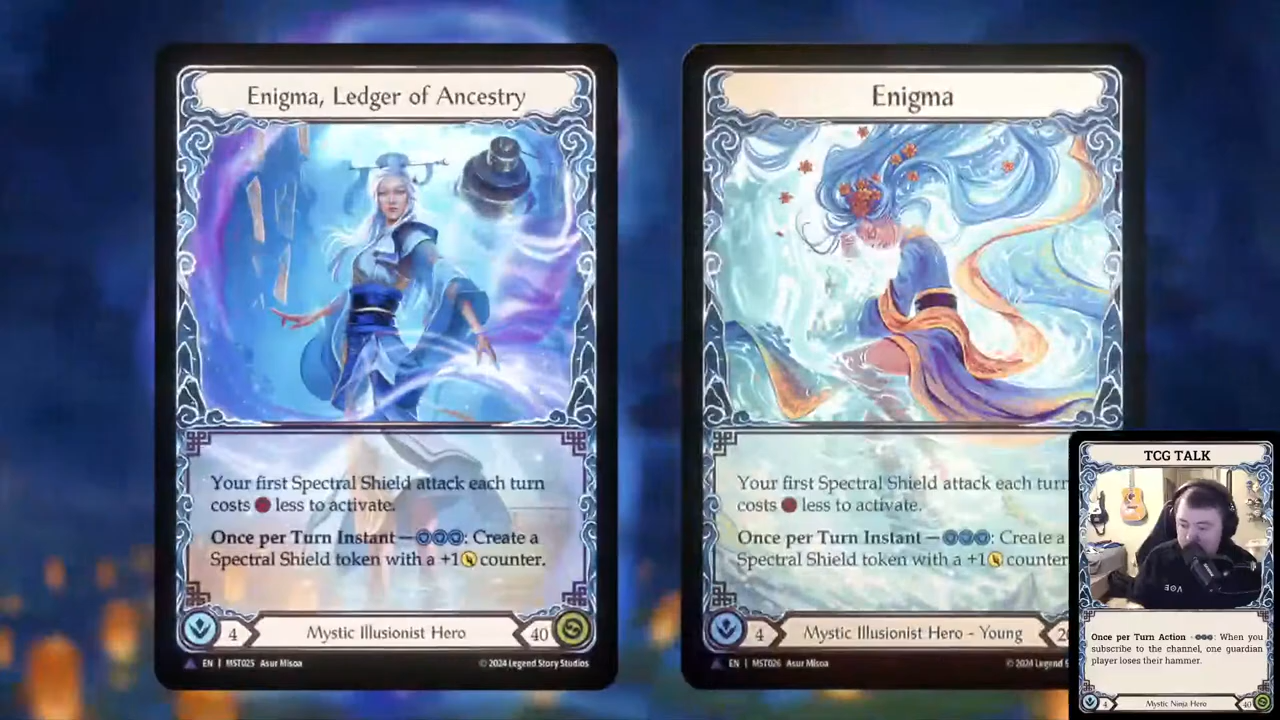 Enigma, Ledger of Ancestry
Your first Spectral Shield attack each turn
costs less to activate.
Once per Turn Instant — : Create a
Spectral Shield token with a +1 counter.
4
Mystic Illusionist Hero
40
EN | MST025 Asur Misoa
© 2024 Legend Story Studios
Enigma
Your first Spectral Shield attack each turn
costs less to activate.
Once per Turn Instant — : Create a
Spectral Shield token with a +1 counter
4
Mystic Illusionist Hero - Young
EN | MST026 Asur Misoa
© 2024 Legend
TCG TALK
Once per Turn Action - : When you
subscribe to the channel, one guardian
player loses their hammer.
4
Mystic Ninja Hero
40